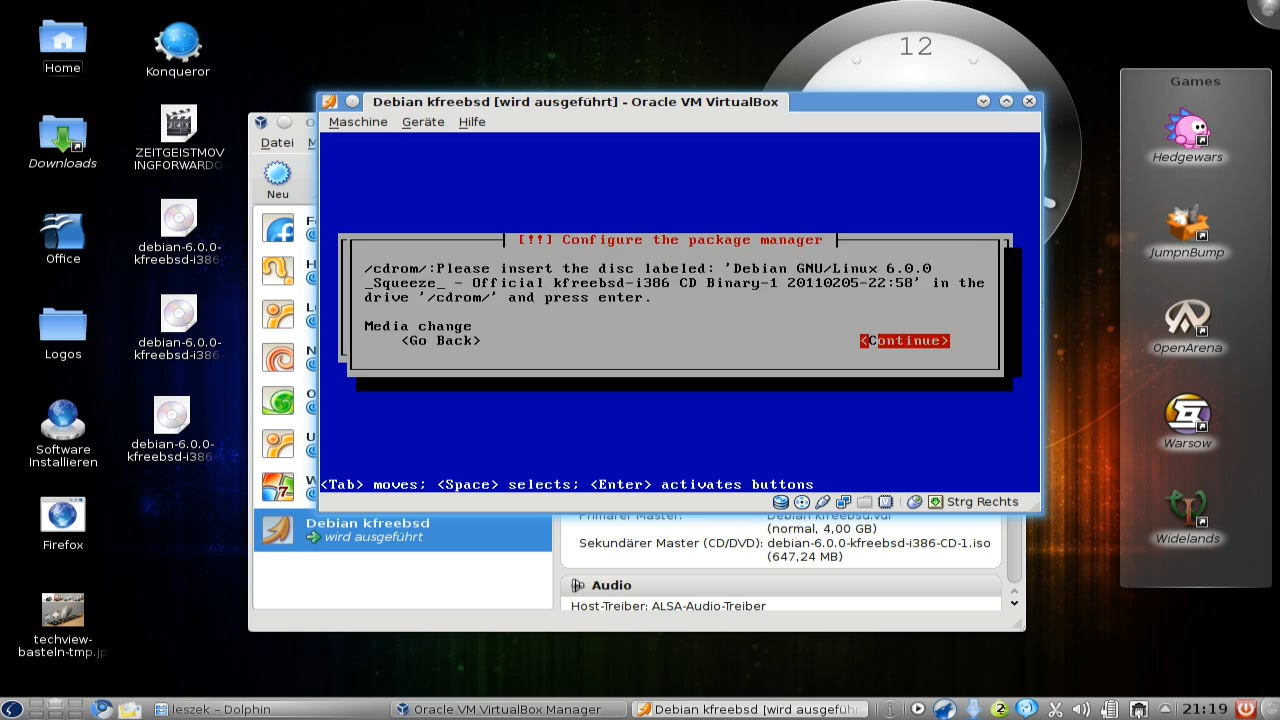 Home
Konqueror
Downloads
ZEITGEISTMOV
INGFORWARD
Office
debian-6.0.0-
kfreebsd-i386
Logos
debian-6.0.0-
kfreebsd-i386
Software
Installieren
debian-6.0.0-
kfreebsd-i386
Firefox
techview-
basteln-tmp.jp
12
Games
Hedgewars
JumpnBump
OpenArena
Warsow
Widelands
Datei
Neu
Debian kfreebsd [wird ausgeführt] - Oracle VM VirtualBox
Maschine Geräte Hilfe
[!!] Configure the package manager
/cdrom/:Please insert the disc labeled: 'Debian GNU/Linux 6.0.0
_Squeeze_ - Official kfreebsd-i386 CD Binary-1 20110205-22:58' in the
drive '/cdrom/' and press enter.
Media change
<Go Back> <Continue>
<Tab> moves; <Space> selects; <Enter> activates buttons
Strg Rechts
Debian kfreebsd
wird ausgeführt
Primärer Master: Debian kfreebsd.vdi
(normal, 4,00 GB)
Sekundärer Master (CD/DVD): debian-6.0.0-kfreebsd-i386-CD-1.iso
(647,24 MB)
Audio
Host-Treiber: ALSA-Audio-Treiber
leszek – Dolphin
Oracle VM VirtualBox Manager
Debian kfreebsd [wird ausgeführ
2
21:19